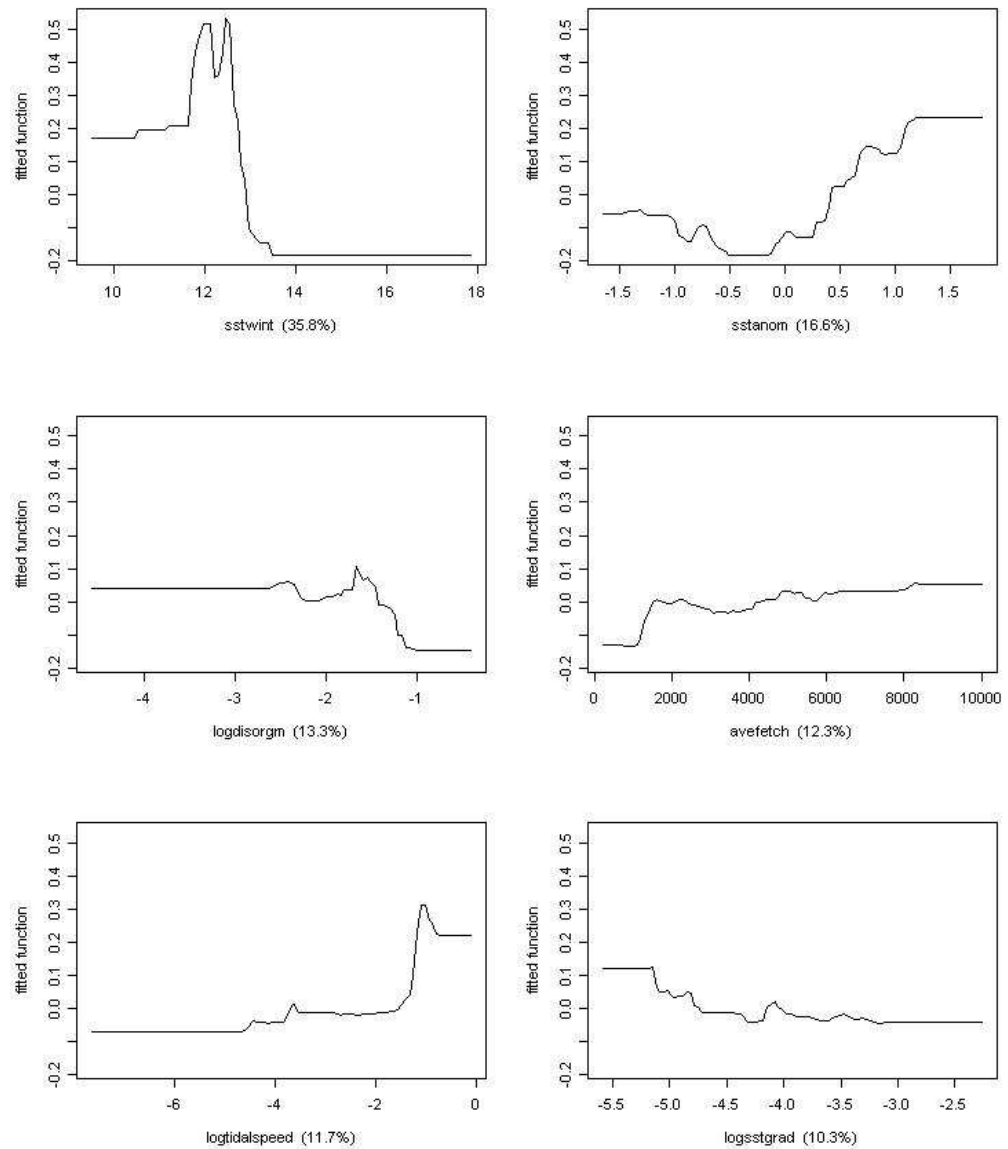 fitted function
-0.2 0.0 0.1 0.2 0.3 0.4 0.5
10 12 14 16 18
sstwint (35.8%)
fitted function
-0.2 0.0 0.1 0.2 0.3 0.4 0.5
-1.5 -1.0 -0.5 0.0 0.5 1.0 1.5
sstanom (16.6%)
fitted function
-0.2 0.0 0.1 0.2 0.3 0.4 0.5
-4 -3 -2 -1
logdisorgm (13.3%)
fitted function
-0.2 0.0 0.1 0.2 0.3 0.4 0.5
0 2000 4000 6000 8000 10000
avefetch (12.3%)
fitted function
-0.2 0.0 0.1 0.2 0.3 0.4 0.5
-6 -4 -2 0
logtidalspeed (11.7%)
fitted function
-0.2 0.0 0.1 0.2 0.3 0.4 0.5
-5.5 -5.0 -4.5 -4.0 -3.5 -3.0 -2.5
logsstgrad (10.3%)